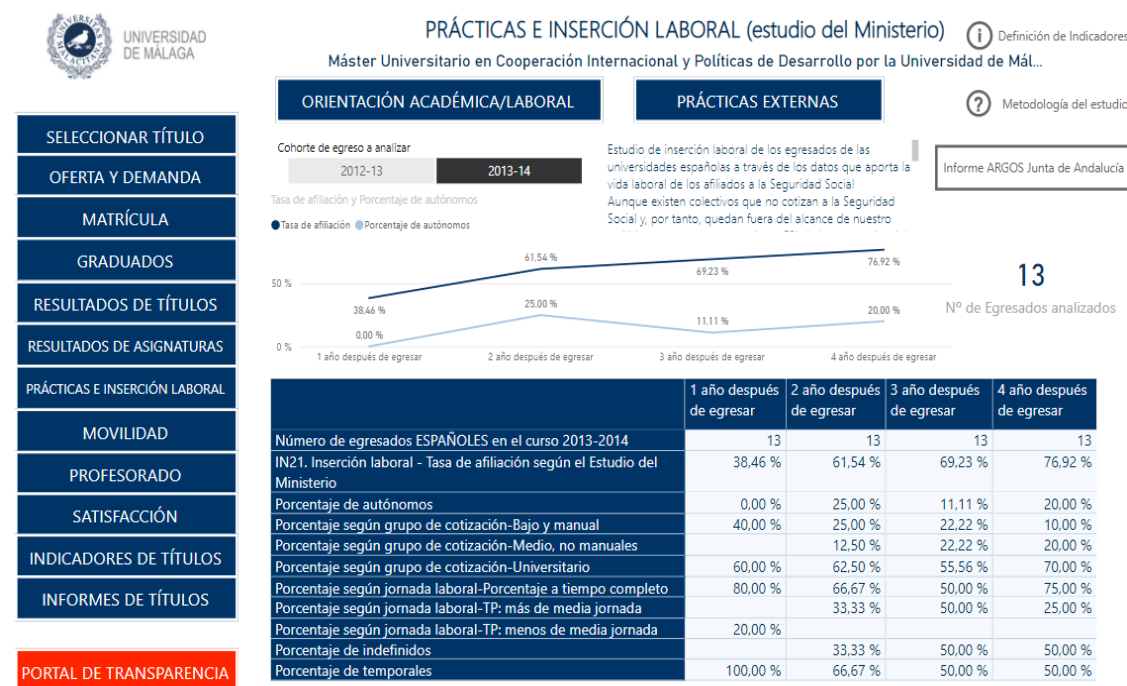 UNIVERSIDAD
DE MÁLAGA
PRÁCTICAS E INSERCIÓN LABORAL (estudio del Ministerio)
Máster Universitario en Cooperación Internacional y Políticas de Desarrollo por la Universidad de Mál...
Definición de Indicadores
Metodología del estudio
Informe ARGOS Junta de Andalucía
ORIENTACIÓN ACADÉMICA/LABORAL
PRÁCTICAS EXTERNAS
SELECCIONAR TÍTULO
OFERTA Y DEMANDA
MATRÍCULA
GRADUADOS
RESULTADOS DE TÍTULOS
RESULTADOS DE ASIGNATURAS
PRÁCTICAS E INSERCIÓN LABORAL
MOVILIDAD
PROFESORADO
SATISFACCIÓN
INDICADORES DE TÍTULOS
INFORMES DE TÍTULOS
PORTAL DE TRANSPARENCIA
Cohorte de egreso a analizar
2012-13 2013-14
Estudio de inserción laboral de los egresados de las
universidades españolas a través de los datos que aporta la
vida laboral de los afiliados a la Seguridad Social
Aunque existen colectivos que no cotizan a la Seguridad
Social y, por tanto, quedan fuera del alcance de nuestro
Tasa de afiliación y Porcentaje de autónomos
Tasa de afiliación Porcentaje de autónomos
50 %
0 %
38,46 % 61,54 % 69,23 % 76,92 %
0,00 % 25,00 % 11,11 % 20,00 %
1 año después de egresar 2 año después de egresar 3 año después de egresar 4 año después de egresar
13
Nº de Egresados analizados
1 año después de egresar 2 año después de egresar 3 año después de egresar 4 año después de egresar
Número de egresados ESPAÑOLES en el curso 2013-2014 13 13 13 13
IN21. Inserción laboral - Tasa de afiliación según el Estudio del
Ministerio 38,46 % 61,54 % 69,23 % 76,92 %
Porcentaje de autónomos 0,00 % 25,00 % 11,11 % 20,00 %
Porcentaje según grupo de cotización-Bajo y manual 40,00 % 25,00 % 22,22 % 10,00 %
Porcentaje según grupo de cotización-Medio, no manuales 12,50 % 22,22 % 20,00 %
Porcentaje según grupo de cotización-Universitario 60,00 % 62,50 % 55,56 % 70,00 %
Porcentaje según jornada laboral-Porcentaje a tiempo completo 80,00 % 66,67 % 50,00 % 75,00 %
Porcentaje según jornada laboral-TP: más de media jornada 33,33 % 50,00 % 25,00 %
Porcentaje según jornada laboral-TP: menos de media jornada 20,00 %
Porcentaje de indefinidos 33,33 % 50,00 % 50,00 %
Porcentaje de temporales 100,00 % 66,67 % 50,00 % 50,00 %